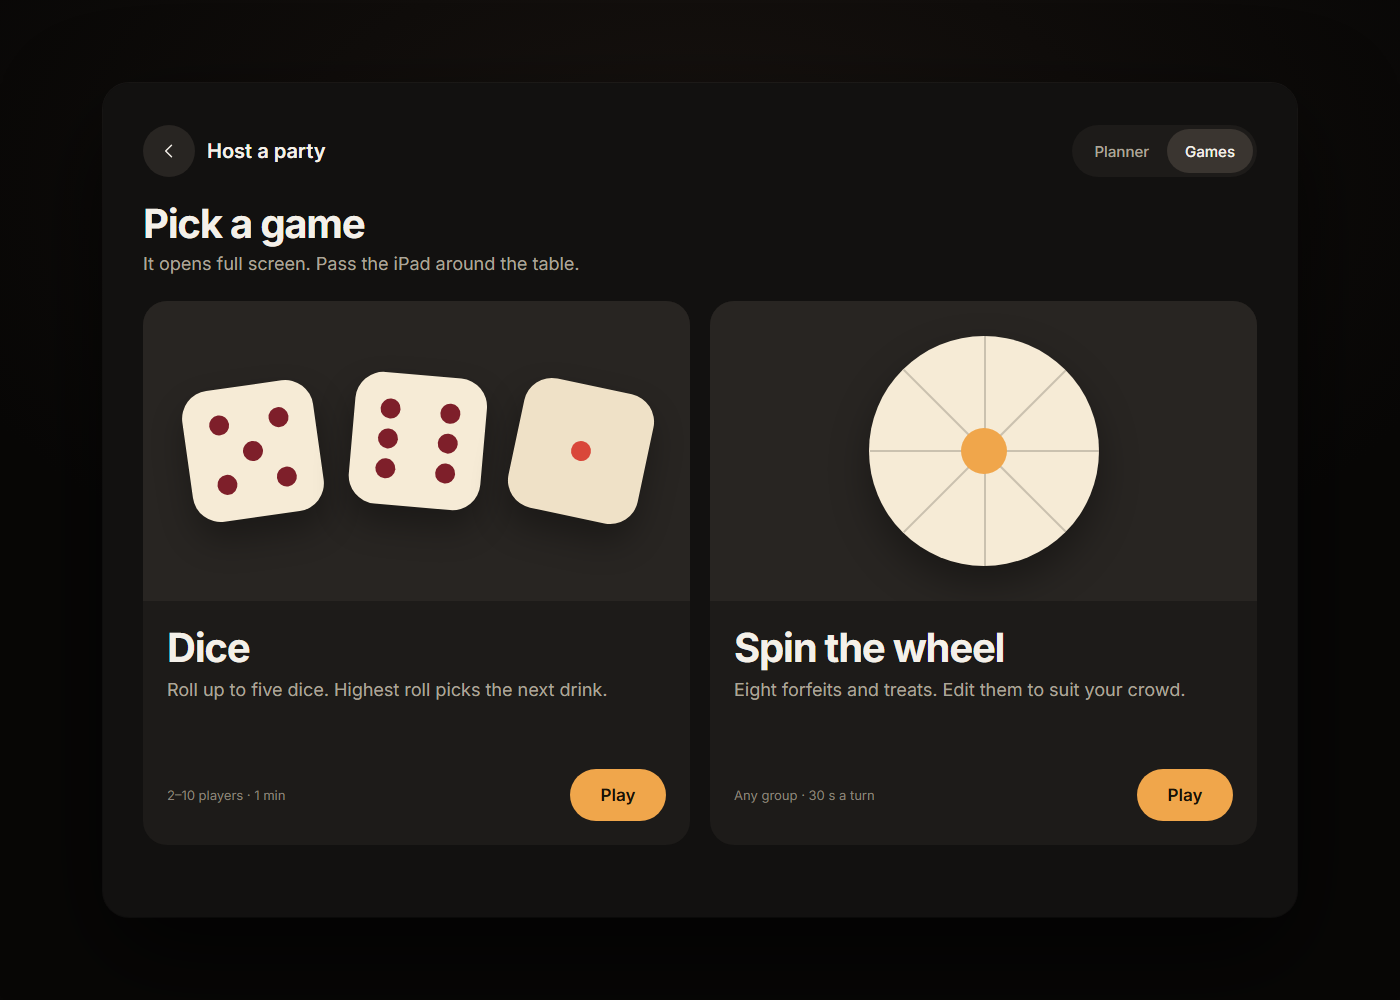 Host a party
Planner
Games
Pick a game
It opens full screen. Pass the iPad around the table.
Dice
Roll up to five dice. Highest roll picks the next drink.
2–10 players · 1 min
Play
Spin the wheel
Eight forfeits and treats. Edit them to suit your crowd.
Any group · 30 s a turn
Play